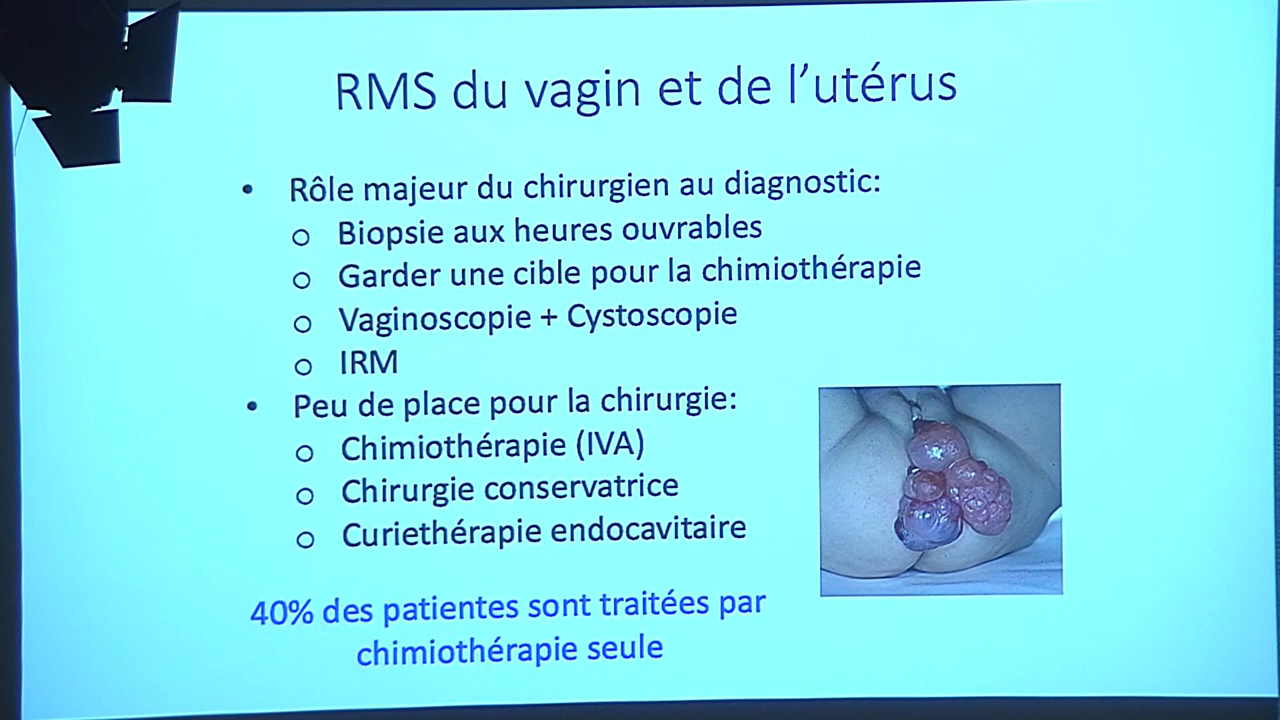 RMS du vagin et de l’utérus
• Rôle majeur du chirurgien au diagnostic:
o Biopsie aux heures ouvrables
o Garder une cible pour la chimiothérapie
o Vaginoscopie + Cystoscopie
o IRM
• Peu de place pour la chirurgie:
o Chimiothérapie (IVA)
o Chirurgie conservatrice
o Curiethérapie endocavitaire
40% des patientes sont traitées par
chimiothérapie seule